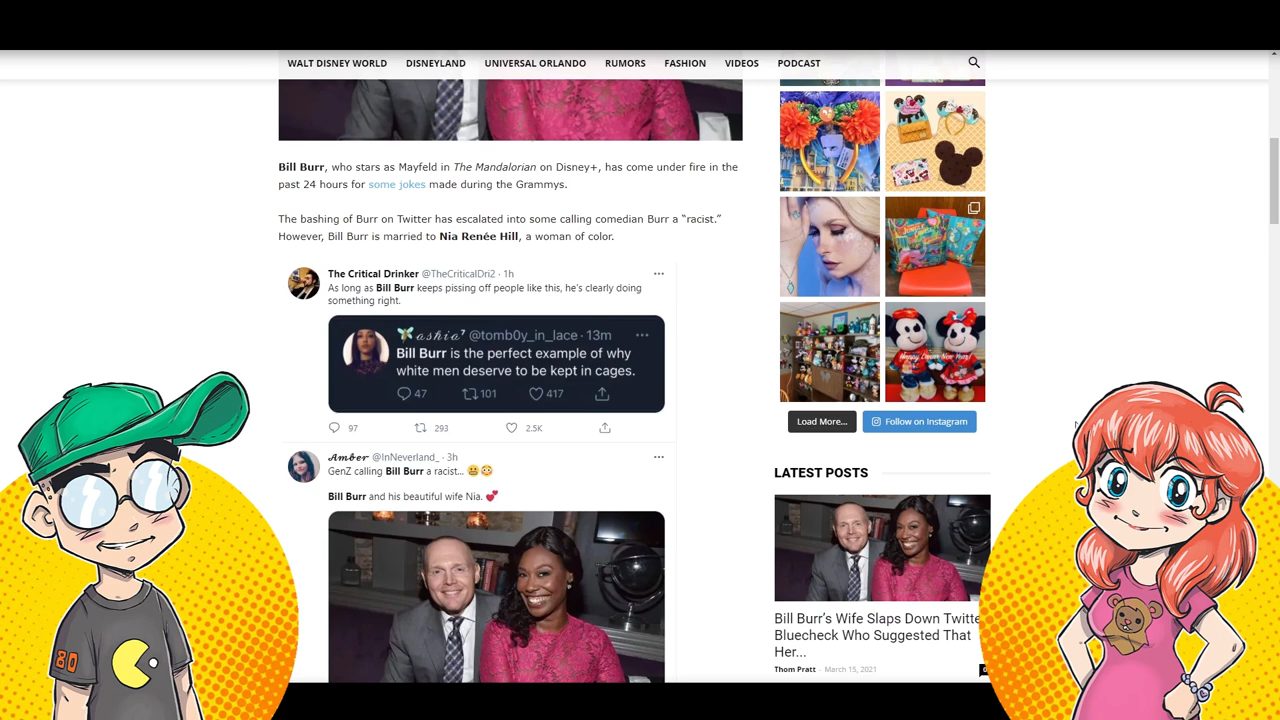 WALT DISNEY WORLD DISNEYLAND UNIVERSAL ORLANDO RUMORS FASHION VIDEOS PODCAST
Bill Burr, who stars as Mayfeld in The Mandalorian on Disney+, has come under fire in the
past 24 hours for some jokes made during the Grammys.
The bashing of Burr on Twitter has escalated into some calling comedian Burr a “racist.”
However, Bill Burr is married to Nia Renée Hill, a woman of color.
The Critical Drinker @TheCriticalDri2 · 1h
As long as Bill Burr keeps pissing off people like this, he's clearly doing
something right.
𝒶𝓈𝒽𝒾𝒶⁷ @tomb0y_in_lace · 13m
Bill Burr is the perfect example of why
white men deserve to be kept in cages.
47 101 417
97 293 2.5K
𝓐𝓶𝓫𝓮𝓻 @InNeverland_ · 3h
GenZ calling Bill Burr a racist... 😬😳
Bill Burr and his beautiful wife Nia. 💕
Happy Lunar New Year!
Load More... Follow on Instagram
LATEST POSTS
Bill Burr’s Wife Slaps Down Twitte
Bluecheck Who Suggested That
Her...
Thom Pratt - March 15, 2021
80